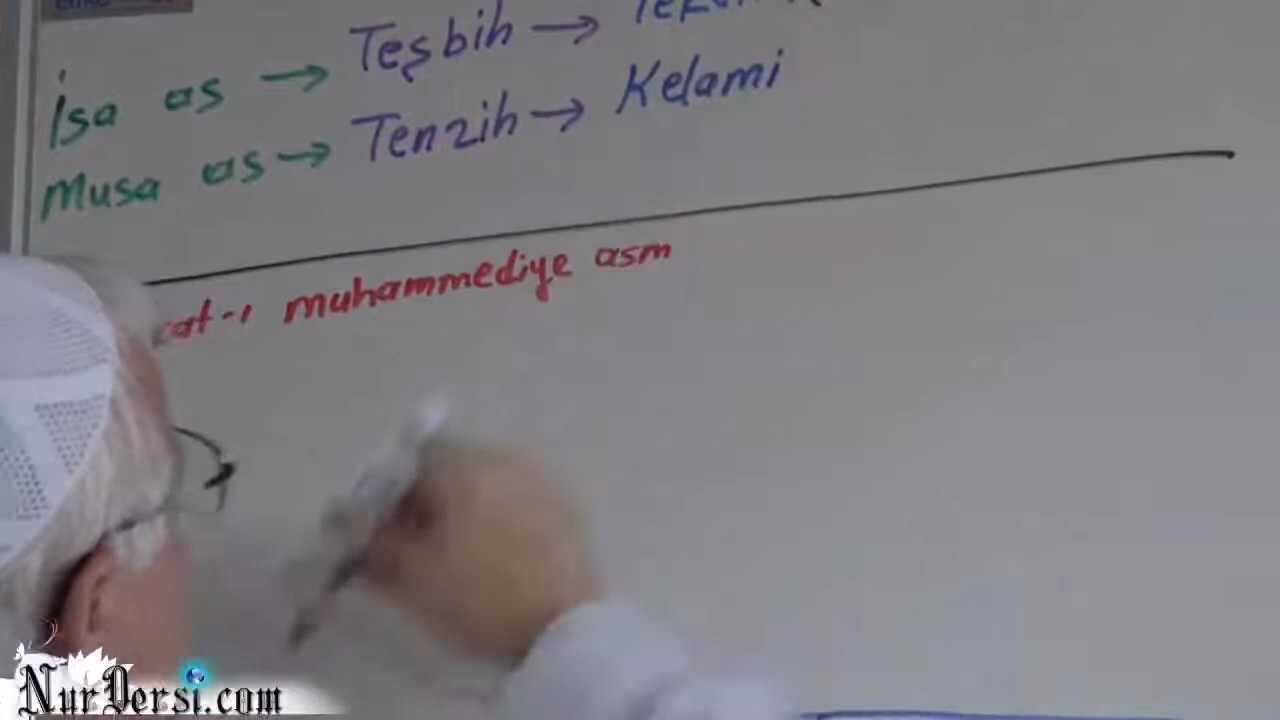 İsa as → Teşbih →
Musa as → Tenzih → Kelami
muhammediye asm
NurDersi.com